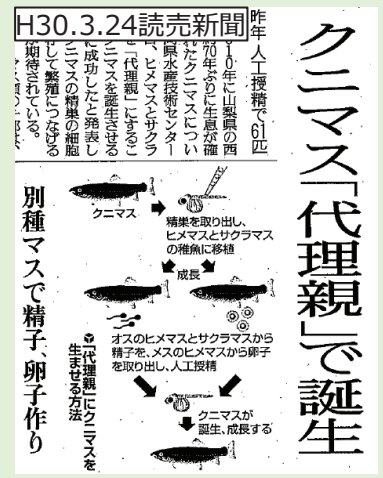 H30.3.24読売新聞
クニマス「代理親」で誕生
別種マスで精子、卵子作り
昨年 人工授精で61匹
10年に山梨県の西
70年ぶりに生息が確
れたクニマスについ
県水産技術センター
、ヒメマスとサクラ
を「代理親」にするこ
ニマスを誕生させる
に成功したと発表し
ニマスの精巣の細胞
して繁殖につなげる
期待されている。
クニマス
精巣を取り出し、
ヒメマスとサクラマス
の稚魚に移植
成長
オスのヒメマスとサクラマスから
精子を、メスのヒメマスから卵子
を取り出し、人工授精
クニマスが
誕生、成長する
「代理親」にクニマスを
生ませる方法